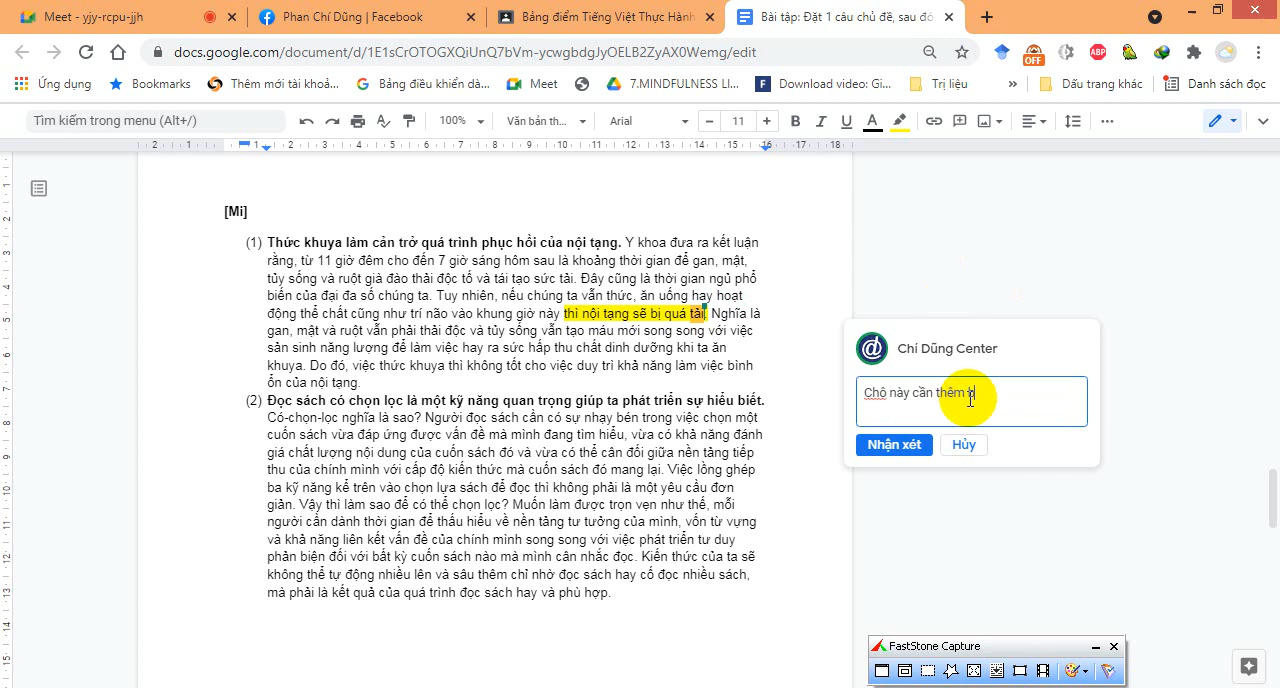 Meet - yjy-rcpu-jjh
Phan Chí Dũng | Facebook
Bảng điểm Tiếng Việt Thực Hành
Bài tập: Đặt 1 câu chủ đề, sau đó
docs.google.com/document/d/1E1sCrOTOGXQiUnQ7bVm-ycwgbdgJyOELB2ZyAX0Wemg/edit
OFF
ABP
Ứng dụng
Bookmarks
Thêm mới tài khoả...
Bảng điều khiển dà...
Meet
7.MINDFULNESS LI...
Download video: Gi...
Trị liệu
»
Dấu trang khác
Danh sách đọc
Tìm kiếm trong menu (Alt+/)
100%
Văn bản th...
Arial
11
B I U A
2 1 1 2 3 4 5 6 7 8 9 10 11 12 13 14 15 16 17 18
[Mi]
(1) Thức khuya làm cản trở quá trình phục hồi của nội tạng. Y khoa đưa ra kết luận
rằng, từ 11 giờ đêm cho đến 7 giờ sáng hôm sau là khoảng thời gian để gan, mật,
tủy sống và ruột già đào thải độc tố và tái tạo sức tải. Đây cũng là thời gian ngủ phổ
biến của đại đa số chúng ta. Tuy nhiên, nếu chúng ta vẫn thức, ăn uống hay hoạt
động thể chất cũng như trí não vào khung giờ này thì nội tạng sẽ bị quá tải. Nghĩa là
gan, mật và ruột vẫn phải thải độc và tủy sống vẫn tạo máu mới song song với việc
sản sinh năng lượng để làm việc hay ra sức hấp thu chất dinh dưỡng khi ta ăn
khuya. Do đó, việc thức khuya thì không tốt cho việc duy trì khả năng làm việc bình
ổn của nội tạng.
(2) Đọc sách có chọn lọc là một kỹ năng quan trọng giúp ta phát triển sự hiểu biết.
Có-chọn-lọc nghĩa là sao? Người đọc sách cần có sự nhạy bén trong việc chọn một
cuốn sách vừa đáp ứng được vấn đề mà mình đang tìm hiểu, vừa có khả năng đánh
giá chất lượng nội dung của cuốn sách đó và vừa có thể cân đối giữa nền tảng tiếp
thu của chính mình với cấp độ kiến thức mà cuốn sách đó mang lại. Việc lồng ghép
ba kỹ năng kể trên vào chọn lựa sách để đọc thì không phải là một yêu cầu đơn
giản. Vậy thì làm sao để có thể chọn lọc? Muốn làm được trọn vẹn như thế, mỗi
người cần dành thời gian để thấu hiểu về nền tảng tư tưởng của mình, vốn từ vựng
và khả năng liên kết vấn đề của chính mình song song với việc phát triển tư duy
phản biện đối với bất kỳ cuốn sách nào mà mình cân nhắc đọc. Kiến thức của ta sẽ
không thể tự động nhiều lên và sâu thêm chỉ nhờ đọc sách hay cố đọc nhiều sách,
mà phải là kết quả của quá trình đọc sách hay và phù hợp.
Chí Dũng Center
Chộ này cần thêm b
Nhận xét
Hủy
FastStone Capture